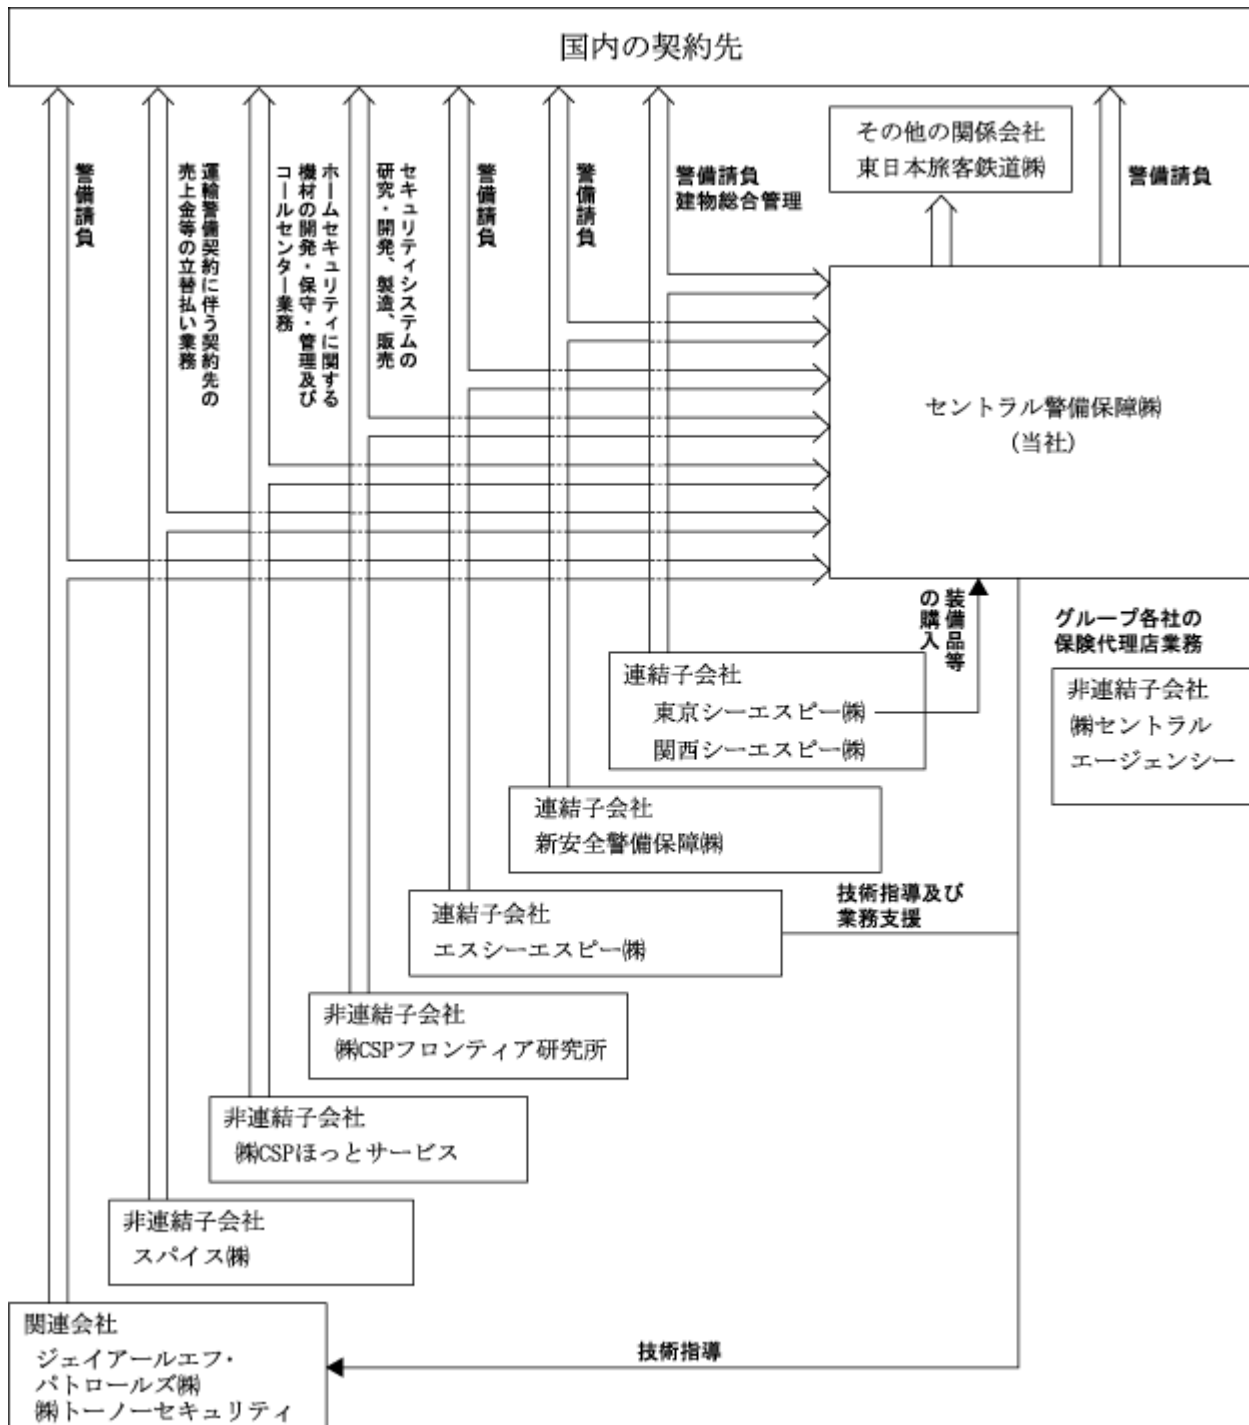 国内の契約先
警備請負
運輸警備契約に伴う契約先の
売上金等の立替払い業務
ホームセキュリティに関する
機材の開発・保守・管理及び
コールセンター業務
セキュリティシステムの
研究・開発、製造、販売
警備請負
警備請負
警備請負
建物総合管理
その他の関係会社
東日本旅客鉄道㈱
警備請負
セントラル警備保障㈱
(当社)
装備品等
の購入
グループ各社の
保険代理店業務
非連結子会社
㈱セントラル
エージェンシー
連結子会社
東京シーエスピー㈱
関西シーエスピー㈱
連結子会社
新安全警備保障㈱
連結子会社
エスシーエスピー㈱
技術指導及び
業務支援
非連結子会社
㈱CSPフロンティア研究所
非連結子会社
㈱CSPほっとサービス
非連結子会社
スパイス㈱
関連会社
ジェイアールエフ・
パトロールズ㈱
㈱トーノーセキュリティ
技術指導